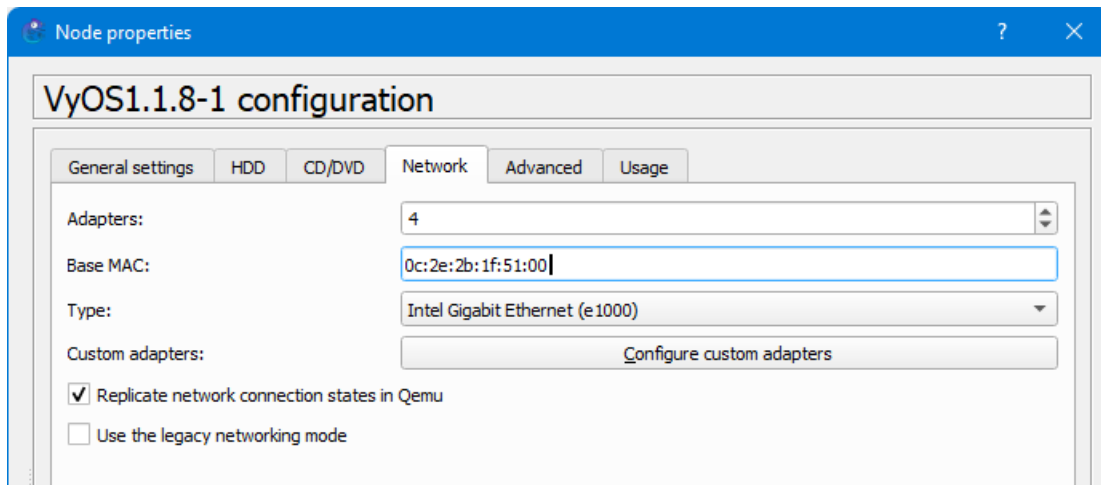 Node properties ? ×
VyOS1.1.8-1 configuration
General settings HDD CD/DVD Network Advanced Usage
Adapters: 4
Base MAC: 0c:2e:2b:1f:51:00
Type: Intel Gigabit Ethernet (e1000)
Custom adapters: Configure custom adapters
Replicate network connection states in Qemu
Use the legacy networking mode